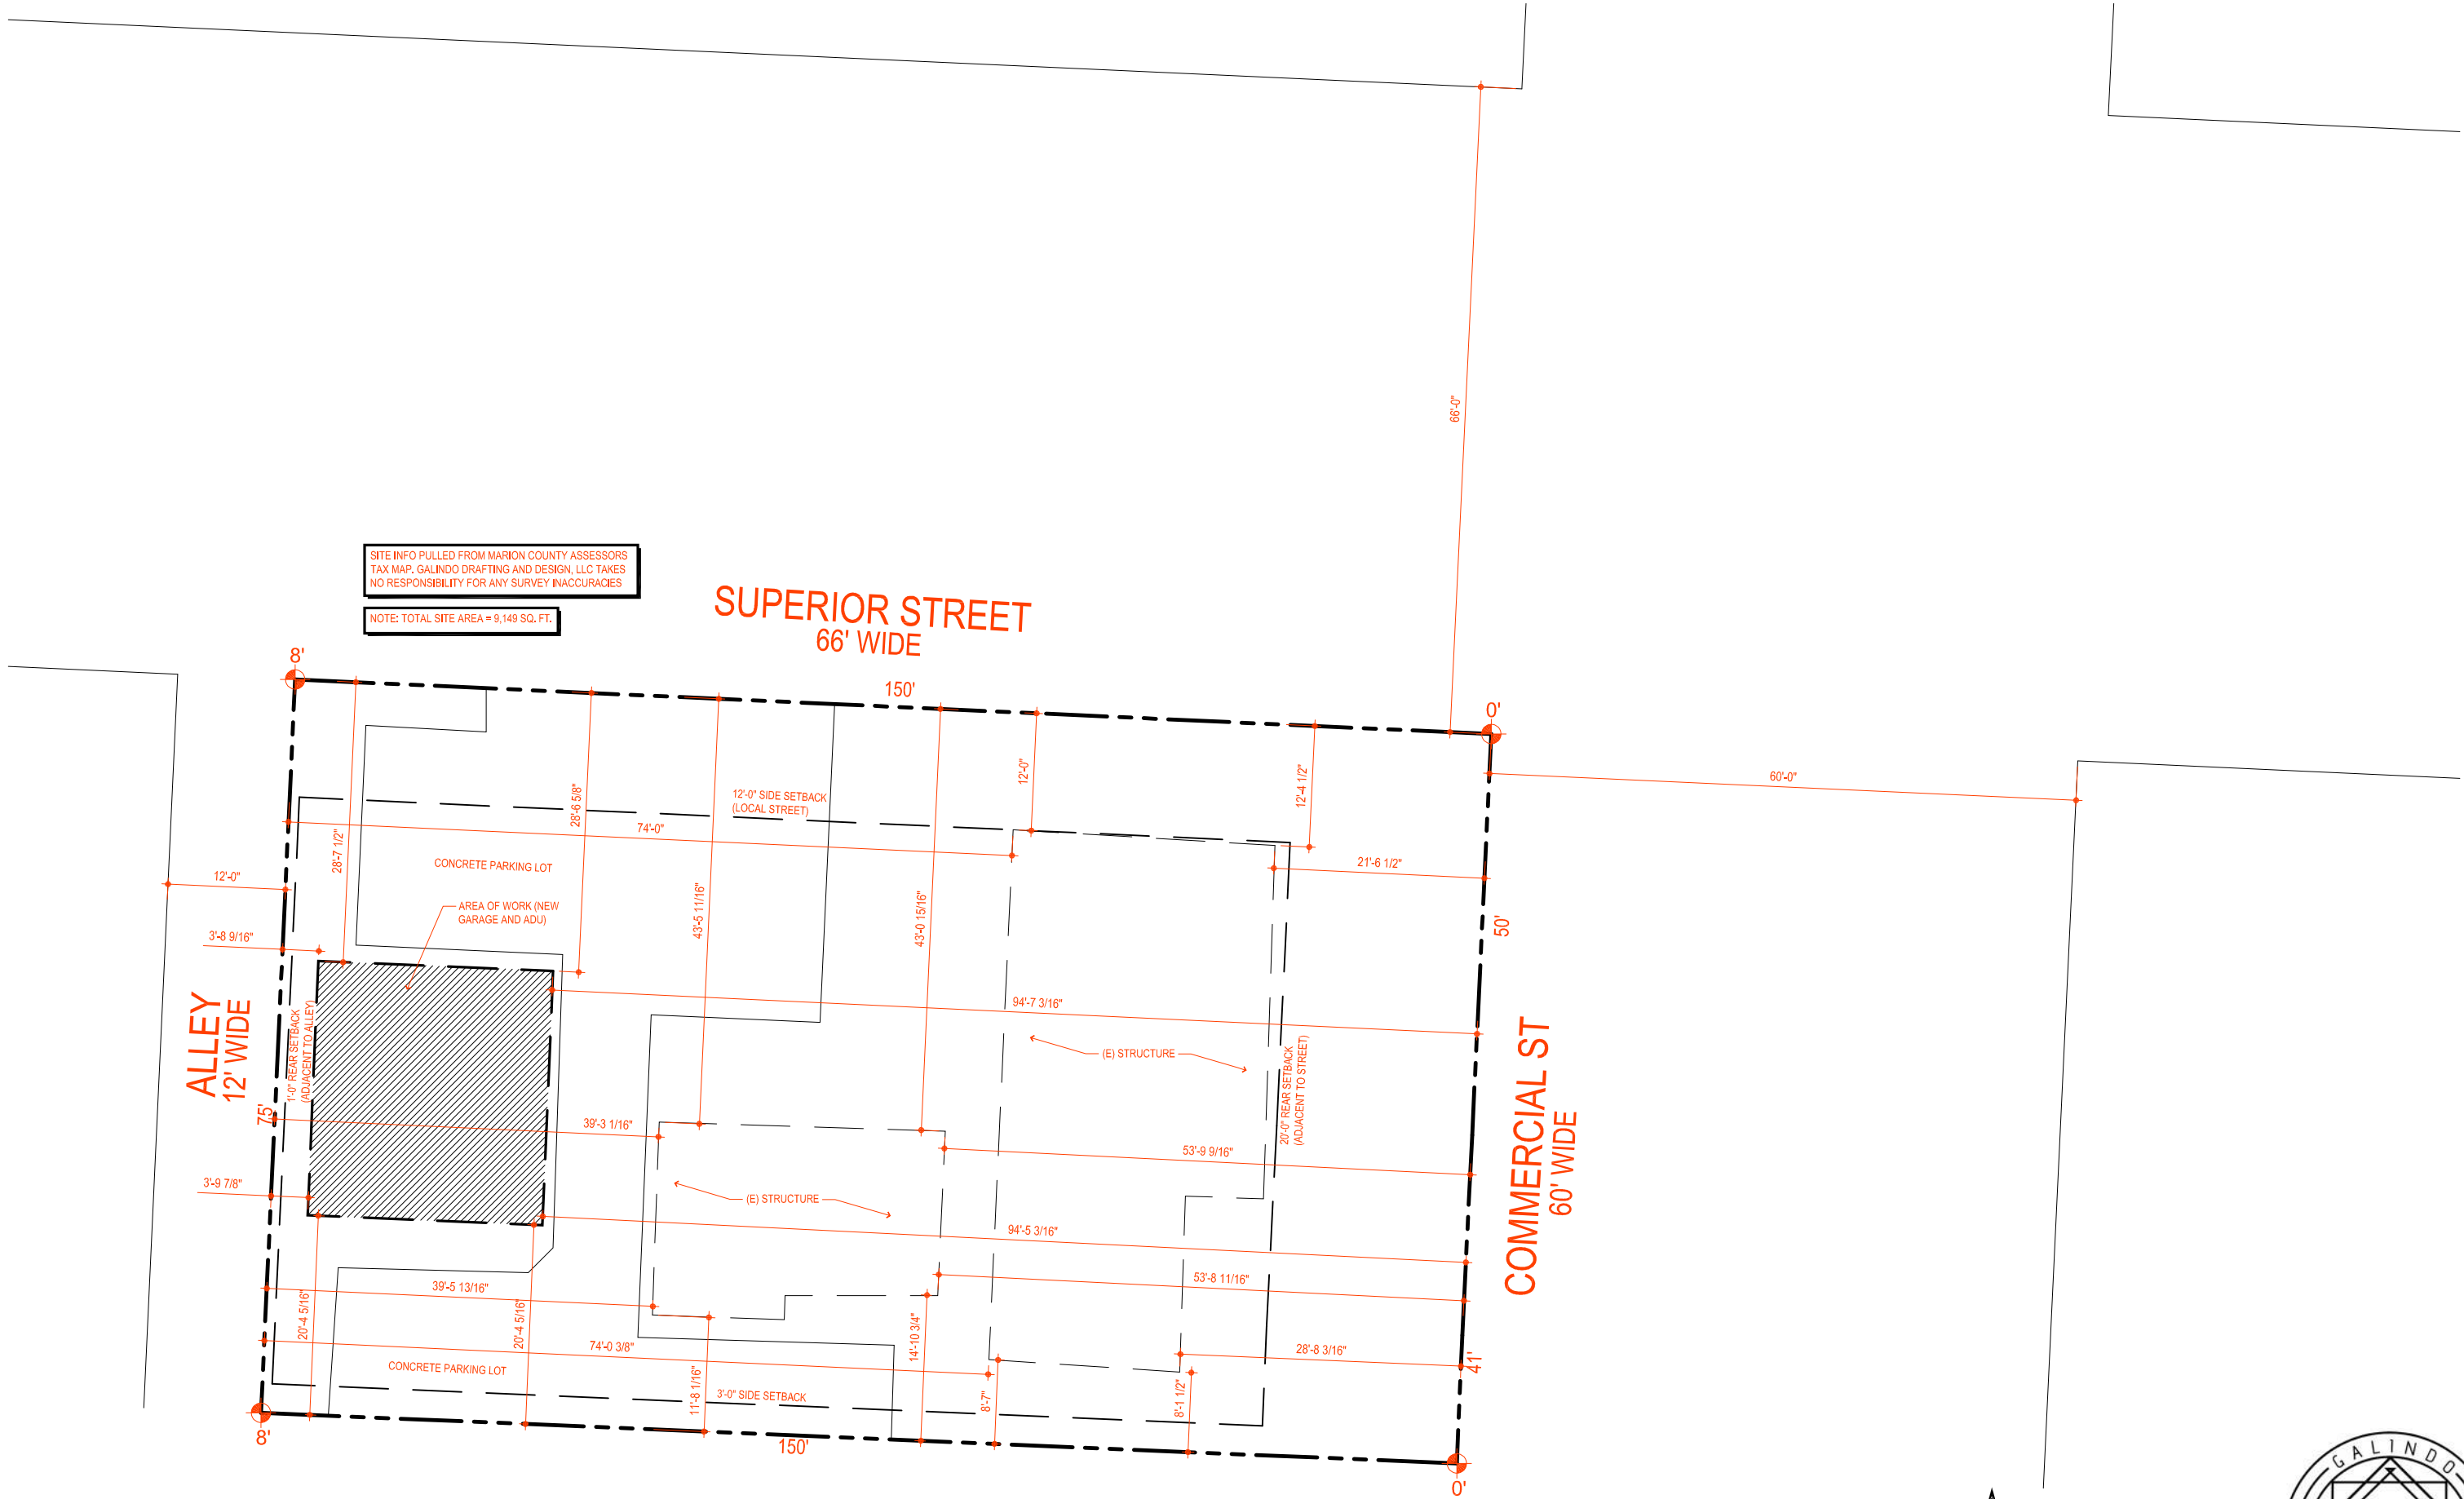 66'-0"
SITE INFO PULLED FROM MARION COUNTY ASSESSORS
TAX MAP. GALINDO DRAFTING AND DESIGN, LLC TAKES
NO RESPONSIBILITY FOR ANY SURVEY INACCURACIES
NOTE: TOTAL SITE AREA = 9,149 SQ. FT.
SUPERIOR STREET
66' WIDE
8'
150'
0'
60'-0"
12'-0"
12'-4 1/2"
28'-6 5/8"
12'-0" SIDE SETBACK
(LOCAL STREET)
74'-0"
28'-7 1/2"
CONCRETE PARKING LOT
21'-6 1/2"
12'-0"
AREA OF WORK (NEW
GARAGE AND ADU)
43'-5 11/16"
43'-0 15/16"
50'
3'-8 9/16"
94'-7 3/16"
ALLEY
12' WIDE
1'-0" REAR SETBACK
(ADJACENT TO ALLEY)
75'
(E) STRUCTURE
20'-0" REAR SETBACK
(ADJACENT TO STREET)
COMMERCIAL ST
60' WIDE
39'-3 1/16"
53'-9 9/16"
3'-9 7/8"
(E) STRUCTURE
94'-5 3/16"
53'-8 11/16"
39'-5 13/16"
20'-4 5/16"
20'-4 5/16"
74'-0 3/8"
14'-10 3/4"
28'-8 3/16"
41'
CONCRETE PARKING LOT
11'-8 1/16"
3'-0" SIDE SETBACK
8'-7"
8'-1 1/2"
8'
150'
0'
GALINDO